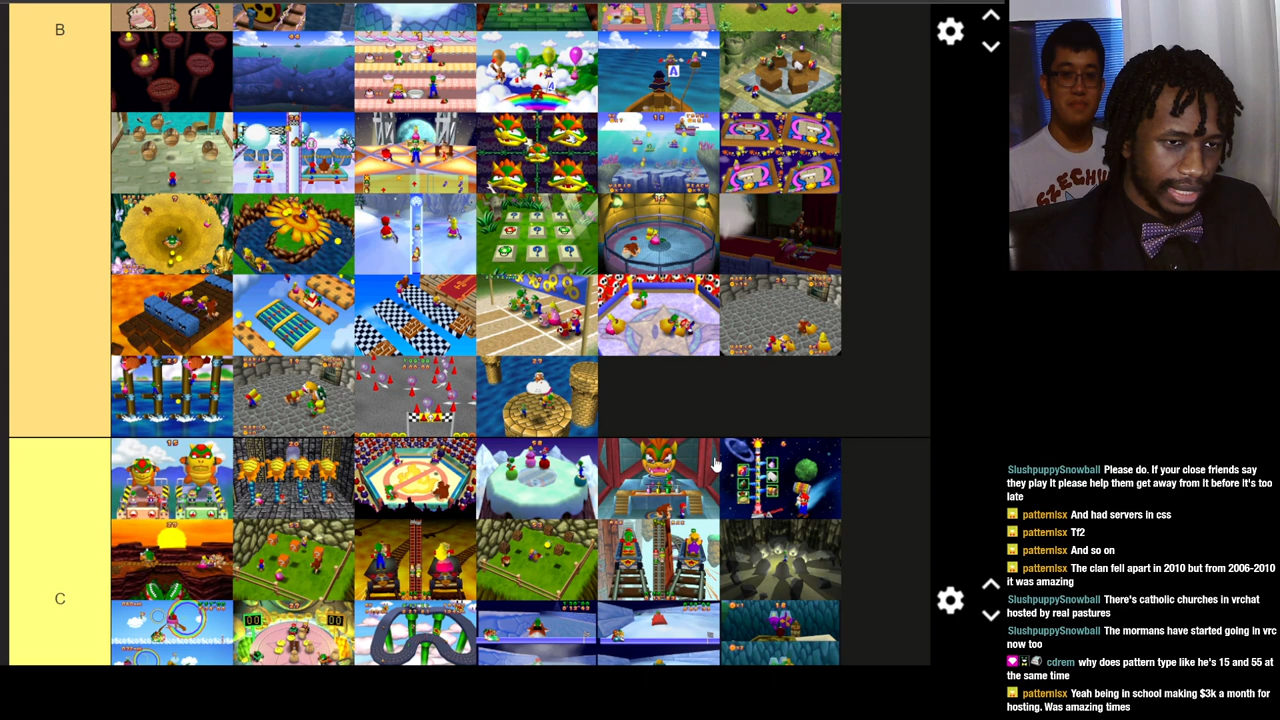 B
C
CZECHU
SlushpuppySnowball Please do. If your close friends say
they play It please help them get away from it before it's too
late
patternlsx And had servers in css
patternlsx Tf2
patternlsx And so on
patternlsx The clan fell apart in 2010 but from 2006-2010
it was amazing
SlushpuppySnowball There's catholic churches in vrchat
hosted by real pastures
SlushpuppySnowball The mormans have started going in vrc
now too
cdrem why does pattern type like he's 15 and 55 at
the same time
patternlsx Yeah being in school making $3k a month for
hosting. Was amazing times